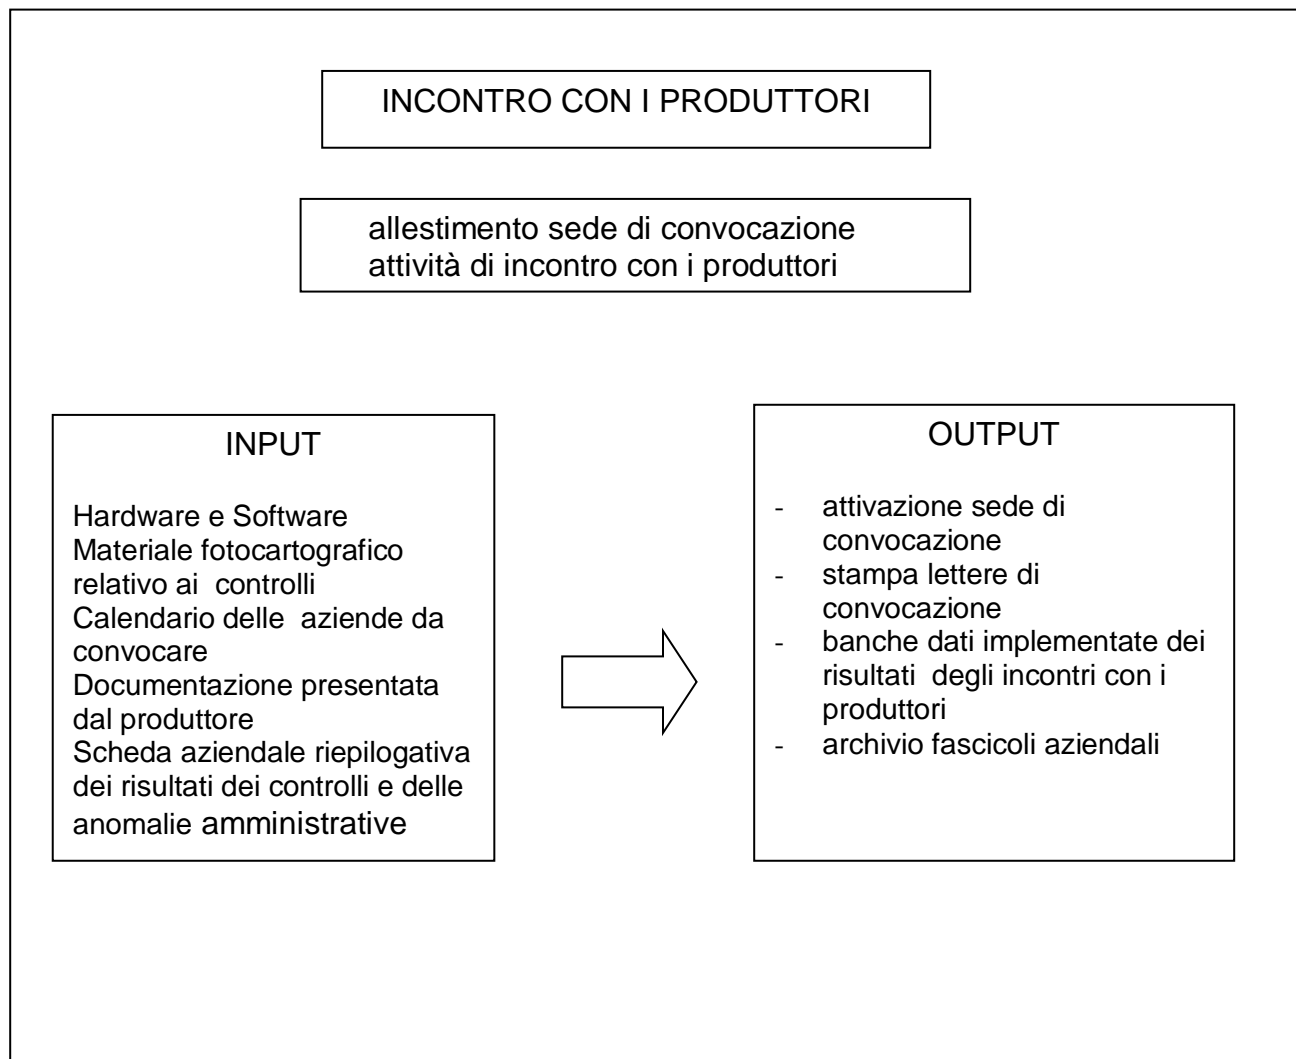 INCONTRO CON I PRODUTTORI
allestimento sede di convocazione
attività di incontro con i produttori
INPUT
Hardware e Software
Materiale fotocartografico
relativo ai  controlli
Calendario delle  aziende da
convocare
Documentazione presentata
dal produttore
Scheda aziendale riepilogativa
dei risultati dei controlli e delle
anomalie amministrative
OUTPUT
- attivazione sede di
convocazione
- stampa lettere di
convocazione
- banche dati implementate dei
risultati  degli incontri con i
produttori
- archivio fascicoli aziendali